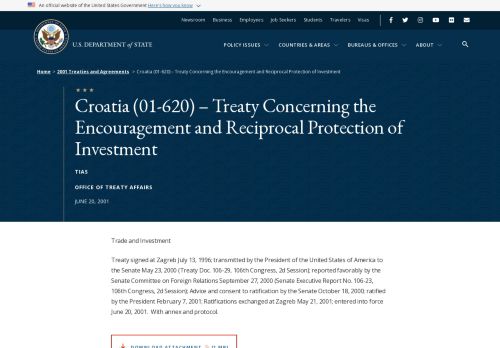 An official website of the United States Government Here's how you know
Newsroom Business Employers Job Seekers Students Travelers Visas
U.S. DEPARTMENT of STATE
POLICY ISSUES COUNTRIES & AREAS BUREAUS & OFFICES ABOUT
Home > 2001 Treaties and Agreements > Croatia (01-620) – Treaty Concerning the Encouragement and Reciprocal Protection of Investment
Croatia (01-620) – Treaty Concerning the
Encouragement and Reciprocal Protection of
Investment
TIAS
OFFICE OF TREATY AFFAIRS
JUNE 20, 2001
Trade and Investment
Treaty signed at Zagreb July 13, 1996; transmitted by the President of the United States of America to
the Senate May 23, 2000 (Treaty Doc. 106-29, 106th Congress, 2d Session); reported favorably by the
Senate Committee on Foreign Relations September 27, 2000 (Senate Executive Report No. 106-23,
106th Congress, 2d Session); Advice and consent to ratification by the Senate October 18, 2000; ratified
by the President February 7, 2001; Ratifications exchanged at Zagreb May 21, 2001; entered into force
June 20, 2001. With annex and protocol.
DOWNLOAD ATTACHMENT